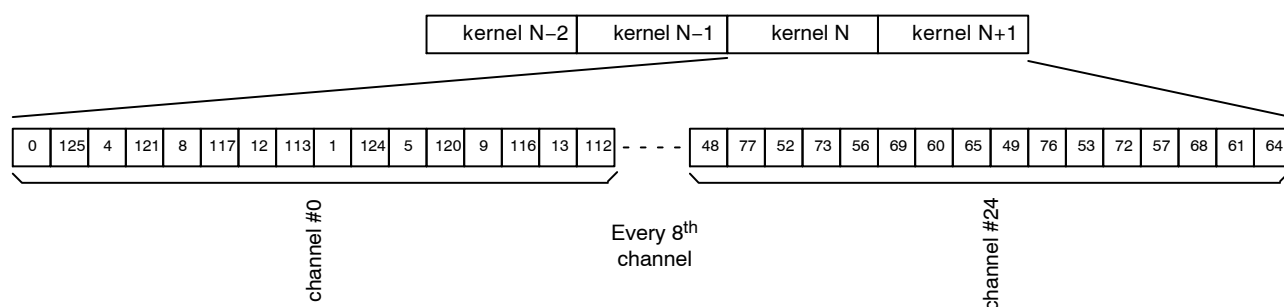 kernel N−2 kernel N−1 kernel N kernel N+1
0 125 4 121 8 117 12 113 1 124 5 120 9 116 13 112 - - - - 48 77 52 73 56 69 60 65 49 76 53 72 57 68 61 64
channel #0
Every 8th
channel
channel #24